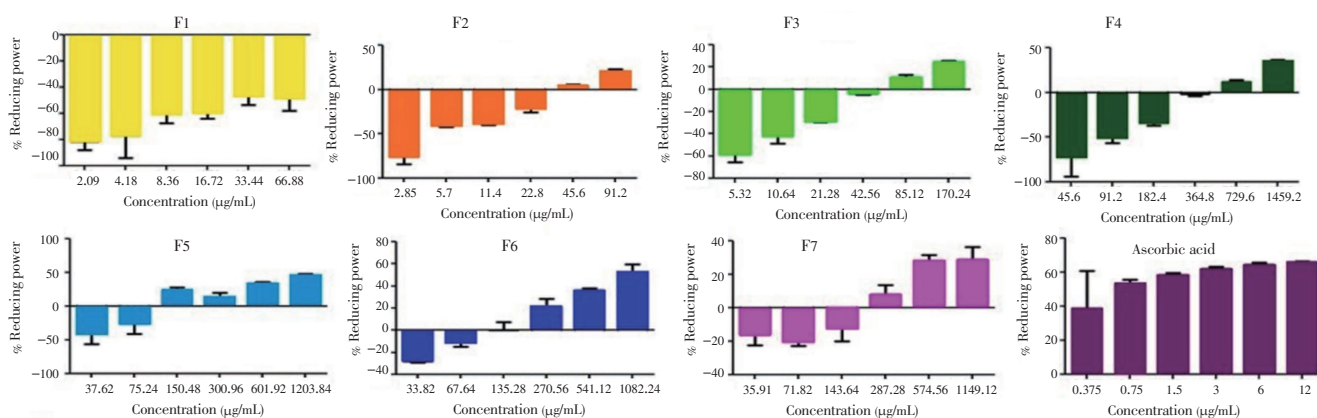 F1
% Reducing power
0
−20
−40
−60
−80
−100
2.09 4.18 8.36 16.72 33.44 66.88
Concentration (μg/mL)
F2
% Reducing power
50
0
−50
−100
2.85 5.7 11.4 22.8 45.6 91.2
Concentration (μg/mL)
F3
% Reducing power
40
20
0
−20
−40
−60
−80
5.32 10.64 21.28 42.56 85.12 170.24
Concentration (μg/mL)
F4
% Reducing power
50
0
−50
−100
45.6 91.2 182.4 364.8 729.6 1459.2
Concentration (μg/mL)
F5
% Reducing power
100
50
0
−50
−100
37.62 75.24 150.48 300.96 601.92 1203.84
Concentration (μg/mL)
F6
% Reducing power
80
60
40
20
0
−20
−40
33.82 67.64 135.28 270.56 541.12 1082.24
Concentration (μg/mL)
F7
% Reducing power
40
20
0
−20
−40
35.91 71.82 143.64 287.28 574.56 1149.12
Concentration (μg/mL)
Ascorbic acid
% Reducing power
80
60
40
20
0
0.375 0.75 1.5 3 6 12
Concentration (μg/mL)